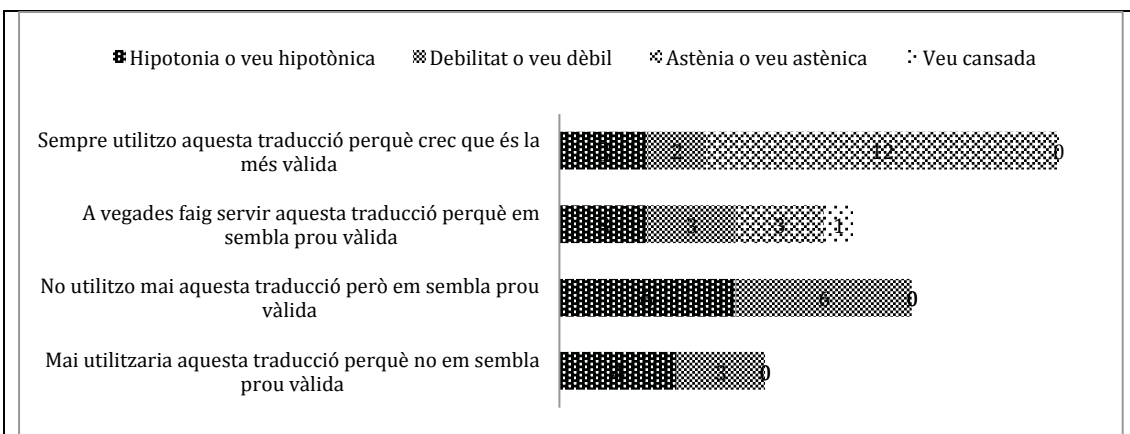 Hipotonia o veu hipotònica Debilitat o veu dèbil Astènia o veu astènica Veu cansada
Sempre utilitzo aquesta traducció perquè crec que és la
més vàlida
2 12 0
A vegades faig servir aquesta traducció perquè em
sembla prou vàlida
3 3 1
No utilitzo mai aquesta traducció però em sembla prou
vàlida
6 0
Mai utilitzaria aquesta traducció perquè no em sembla
prou vàlida
3 0